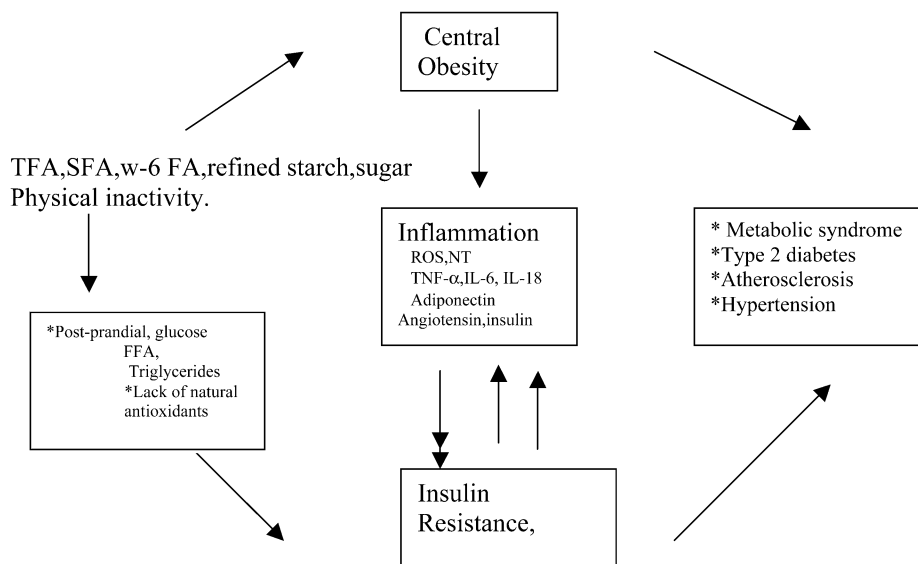 Central
Obesity
TFA,SFA,w-6 FA,refined starch,sugar
Physical inactivity.
Inflammation
ROS,NT
TNF-α,IL-6, IL-18
Adiponectin
Angiotensin,insulin
* Metabolic syndrome
*Type 2 diabetes
*Atherosclerosis
*Hypertension
*Post-prandial, glucose
FFA,
Triglycerides
*Lack of natural
antioxidants
Insulin
Resistance,